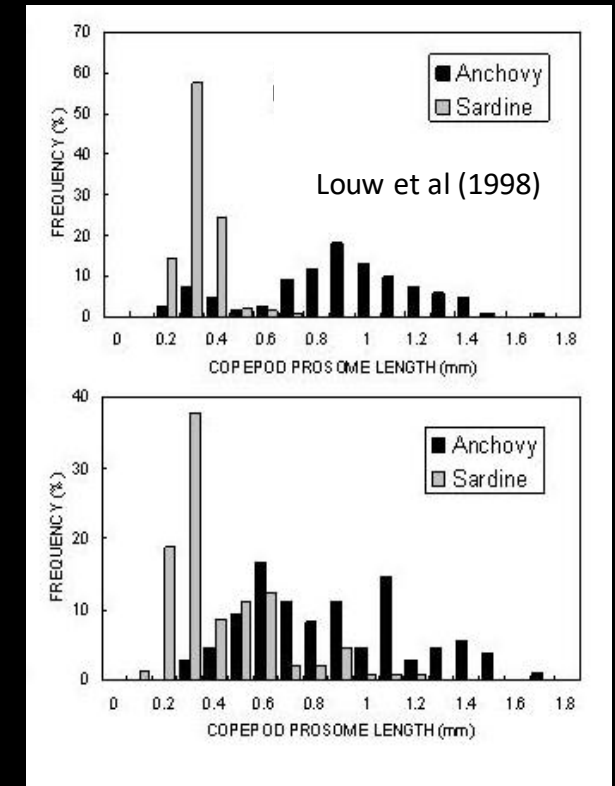 70
60
50
40
30
20
10
0
FREQUENCY (%)
Anchovy
Sardine
Louw et al (1998)
0 0.2 0.4 0.6 0.8 1 1.2 1.4 1.6 1.8
COPEPOD PROSOME LENGTH (mm)
40
30
20
10
0
FREQUENCY (%)
Anchovy
Sardine
0 0.2 0.4 0.6 0.8 1 1.2 1.4 1.6 1.8
COPEPOD PROSOME LENGTH (mm)